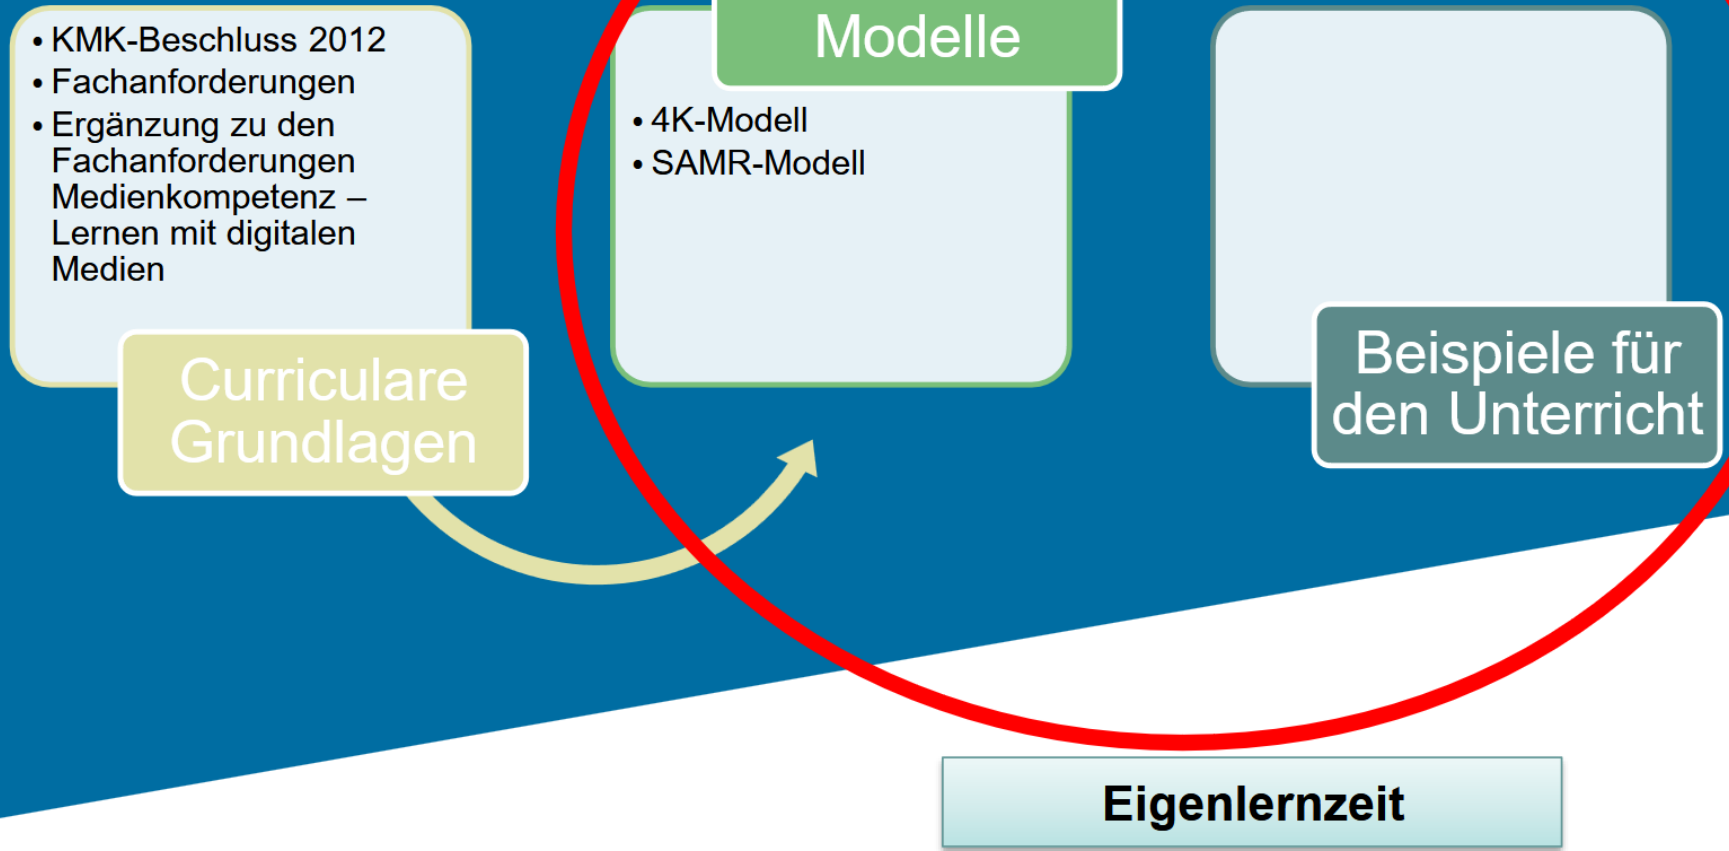 • KMK-Beschluss 2012
• Fachanforderungen
• Ergänzung zu den
Fachanforderungen
Medienkompetenz –
Lernen mit digitalen
Medien
Curriculare
Grundlagen
Modelle
• 4K-Modell
• SAMR-Modell
Beispiele für
den Unterricht
Eigenlernzeit